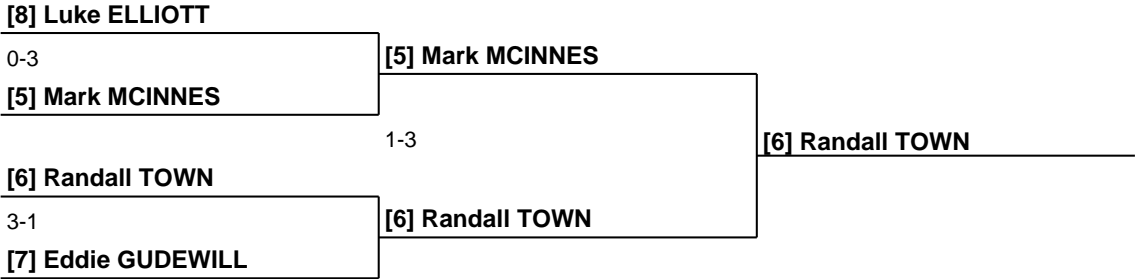 [8] Luke ELLIOTT
0-3
[5] Mark MCINNES
[5] Mark MCINNES
1-3
[6] Randall TOWN
[6] Randall TOWN
3-1
[6] Randall TOWN
[7] Eddie GUDEWILL